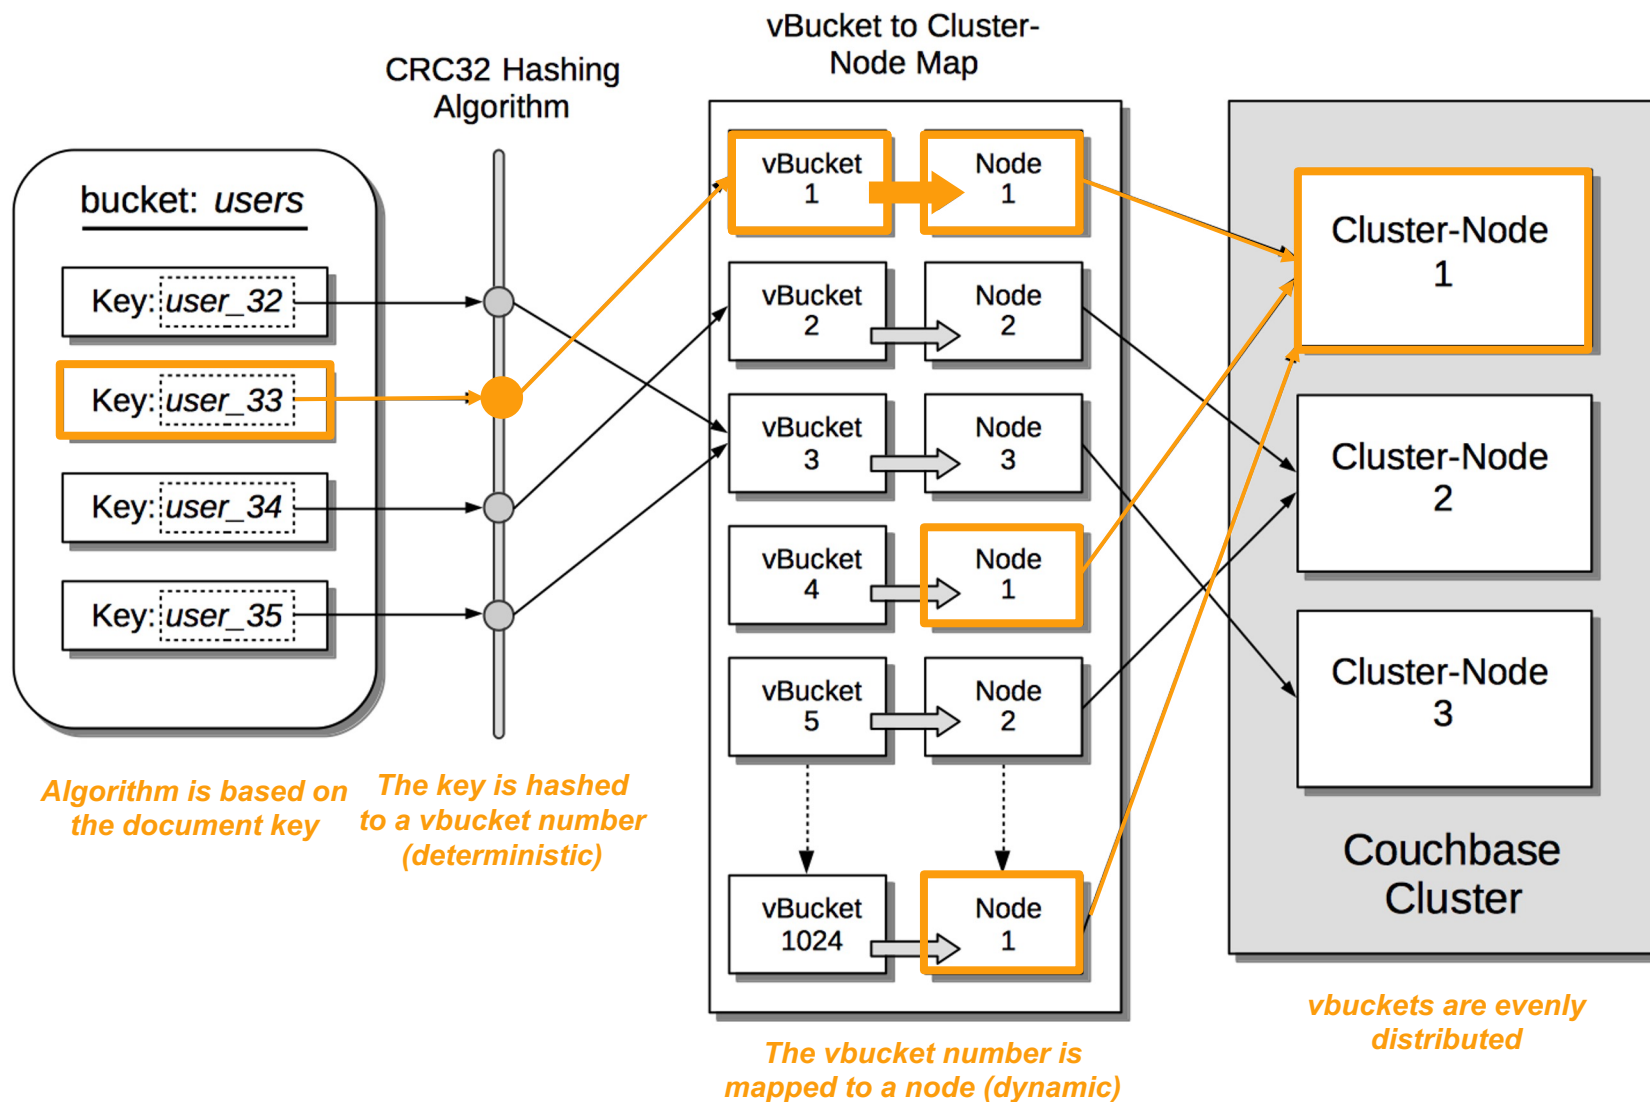 vBucket to Cluster-
Node Map
CRC32 Hashing
Algorithm
bucket: users
Key: user_32
Key: user_33
Key: user_34
Key: user_35
vBucket
1
Node
1
vBucket
2
Node
2
vBucket
3
Node
3
vBucket
4
Node
1
vBucket
5
Node
2
vBucket
1024
Node
1
Cluster-Node
1
Cluster-Node
2
Cluster-Node
3
Couchbase
Cluster
Algorithm is based on
the document key
The key is hashed
to a vbucket number
(deterministic)
The vbucket number is
mapped to a node (dynamic)
vbuckets are evenly
distributed